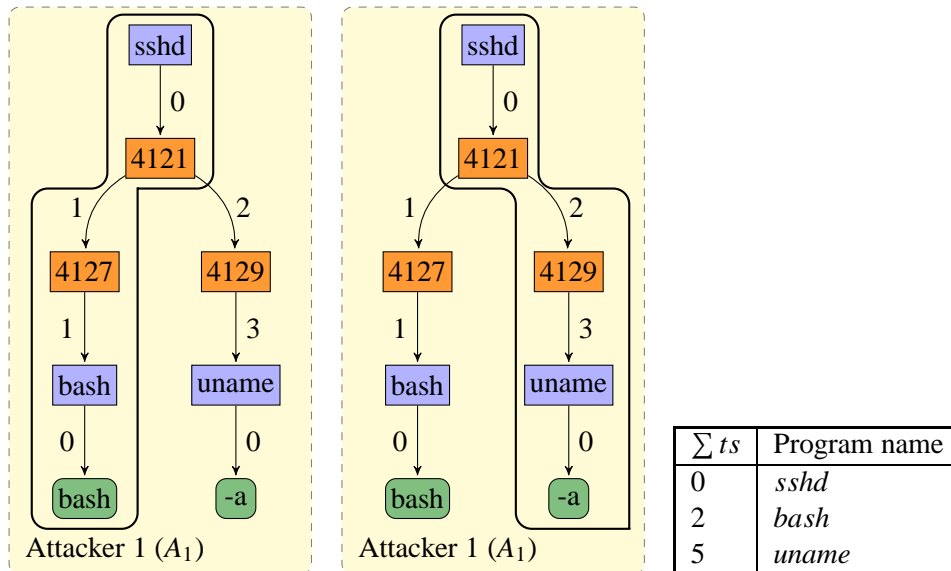 sshd
0
4121
1 2
4127 4129
1 3
bash uname
0 0
bash -a
Attacker 1 (A1)
sshd
0
4121
1 2
4127 4129
1 3
bash uname
0 0
bash -a
Attacker 1 (A1)
∑ ts Program name
0 sshd
2 bash
5 uname